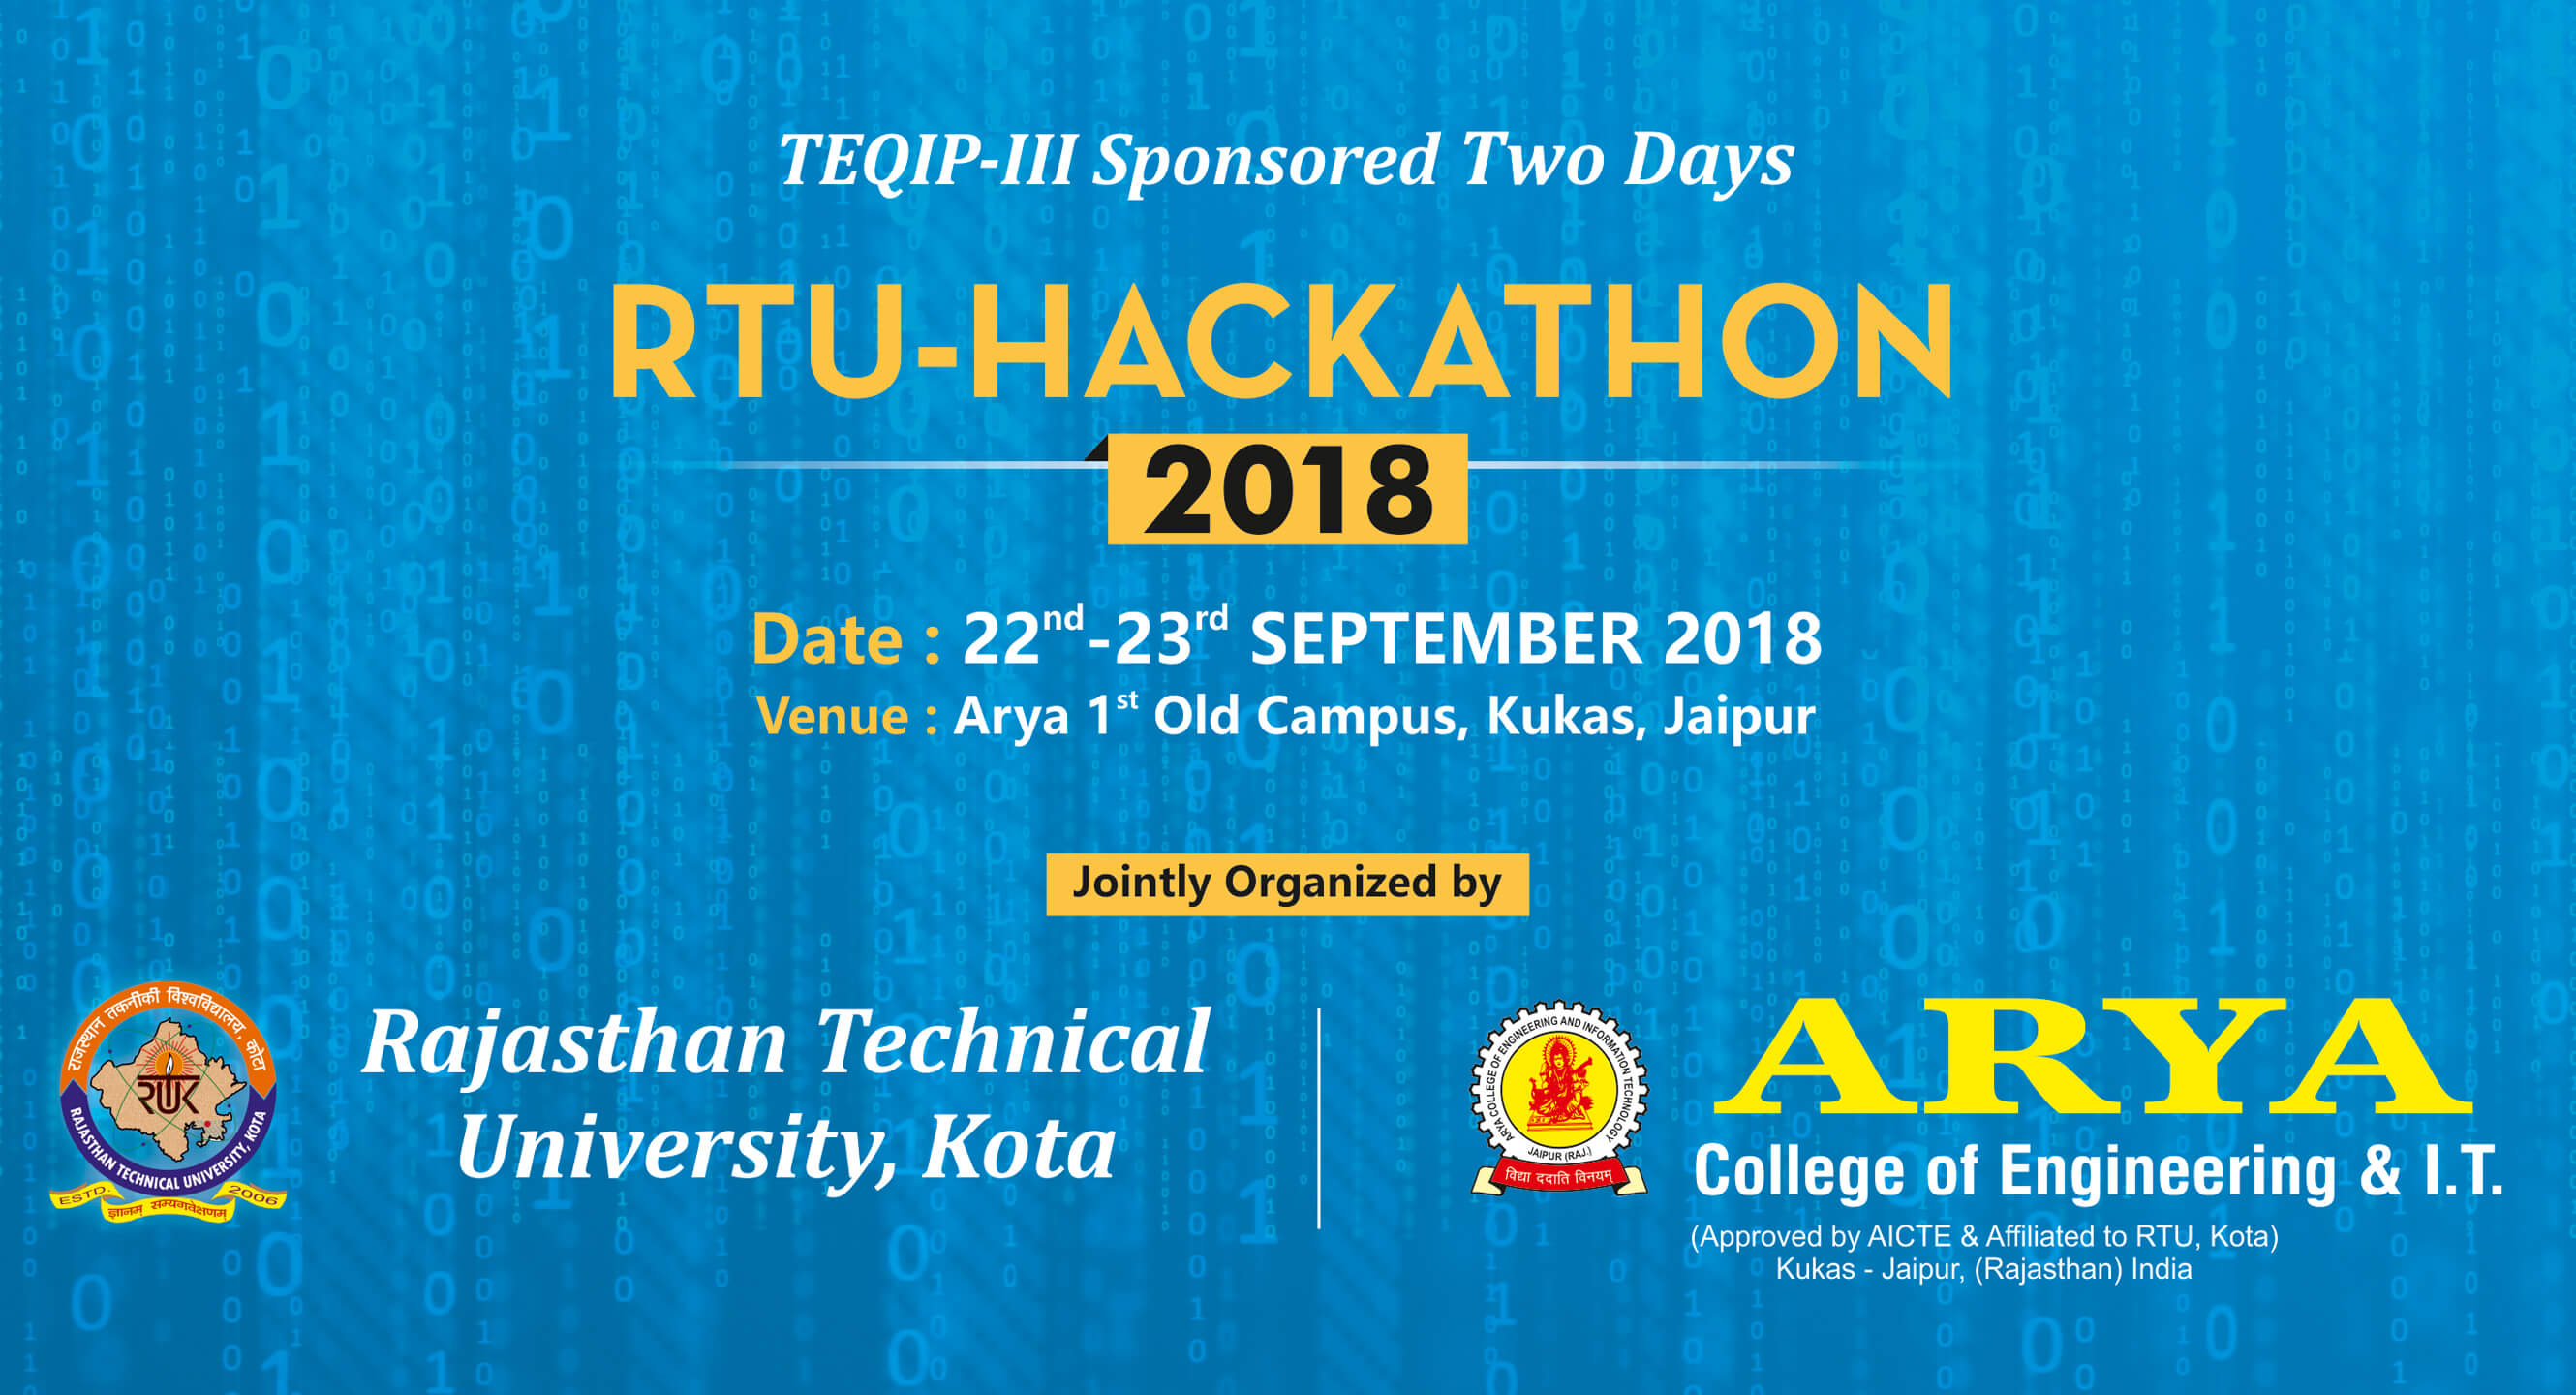 TEQIP-III Sponsored Two Days
RTU-HACKATHON
2018
Date : 22nd-23rd SEPTEMBER 2018
Venue : Arya 1st Old Campus, Kukas, Jaipur
Jointly Organized by
राजस्थान तकनीकी विश्वविद्यालय, कोटा
RAJASTHAN TECHNICAL UNIVERSITY, KOTA
ESTD. 2006
ज्ञानम् सम्यगवेक्षणम्
Rajasthan Technical
University, Kota
ARYA COLLEGE OF ENGINEERING AND INFORMATION TECHNOLOGY
JAIPUR (RAJ.)
विद्या ददाति विनयम्
ARYA
College of Engineering & I.T.
(Approved by AICTE & Affiliated to RTU, Kota)
Kukas - Jaipur, (Rajasthan) India